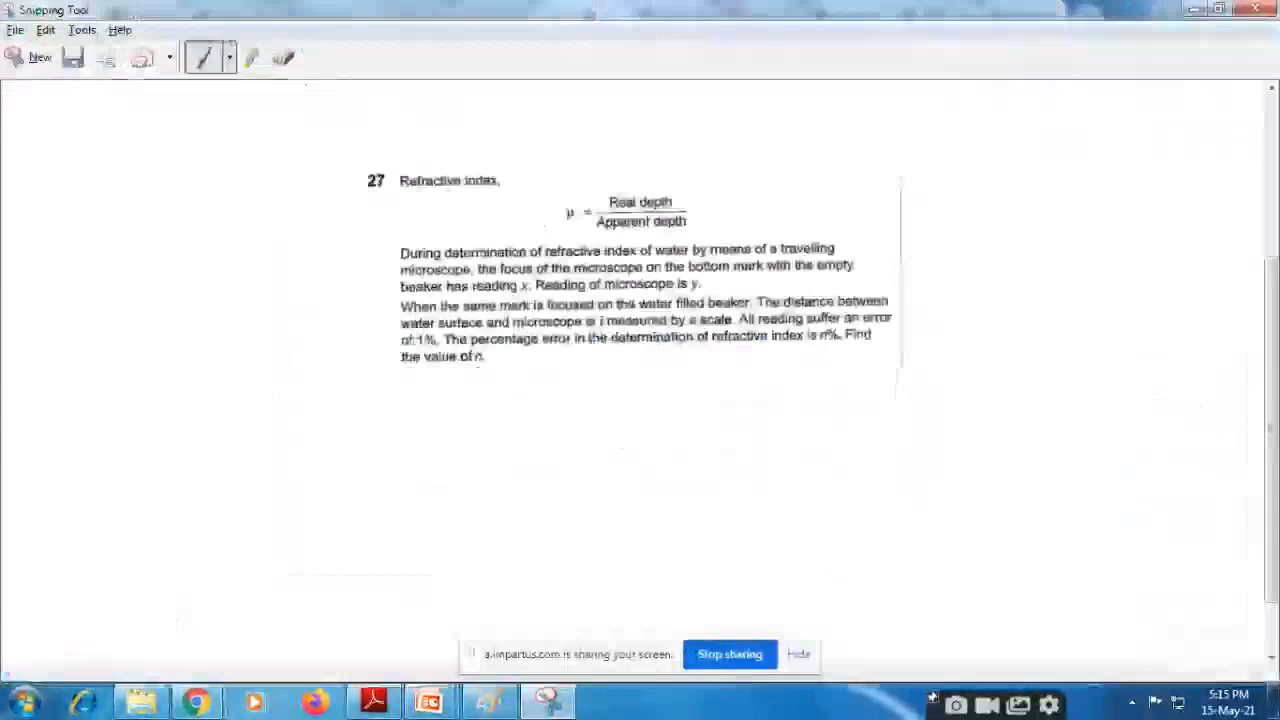 Snipping Tool
File Edit Tools Help
New
27 Refractive index,
μ = Real depth
Apparent depth
During determination of refractive index of water by means of a travelling
microscope, the focus of the microscope on the bottom mark with the empty
beaker has reading x. Reading of microscope is y.
When the same mark is focused on the water filled beaker. The distance between
water surface and microscope is measured by a scale. All reading suffer an error
of 1%. The percentage error in the determination of refractive index is n%. Find
the value of n.
a.impartus.com is sharing your screen.
Stop sharing
Hide
5:15 PM
15-May-21